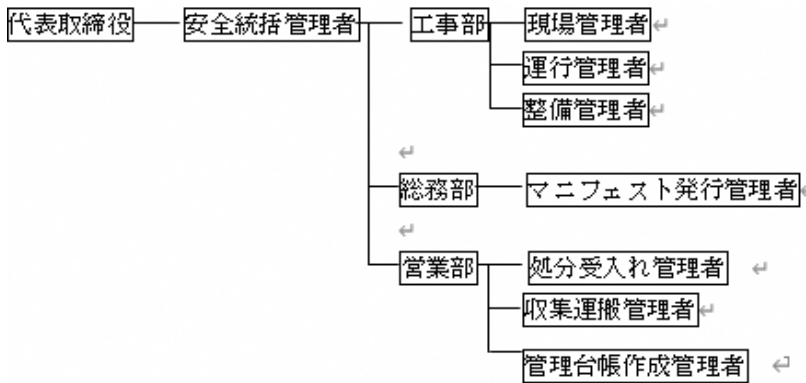 代表取締役 安全統括管理者 工事部 現場管理者
運行管理者
整備管理者
総務部 マニフェスト発行管理者
営業部 処分受入れ管理者
収集運搬管理者
管理台帳作成管理者